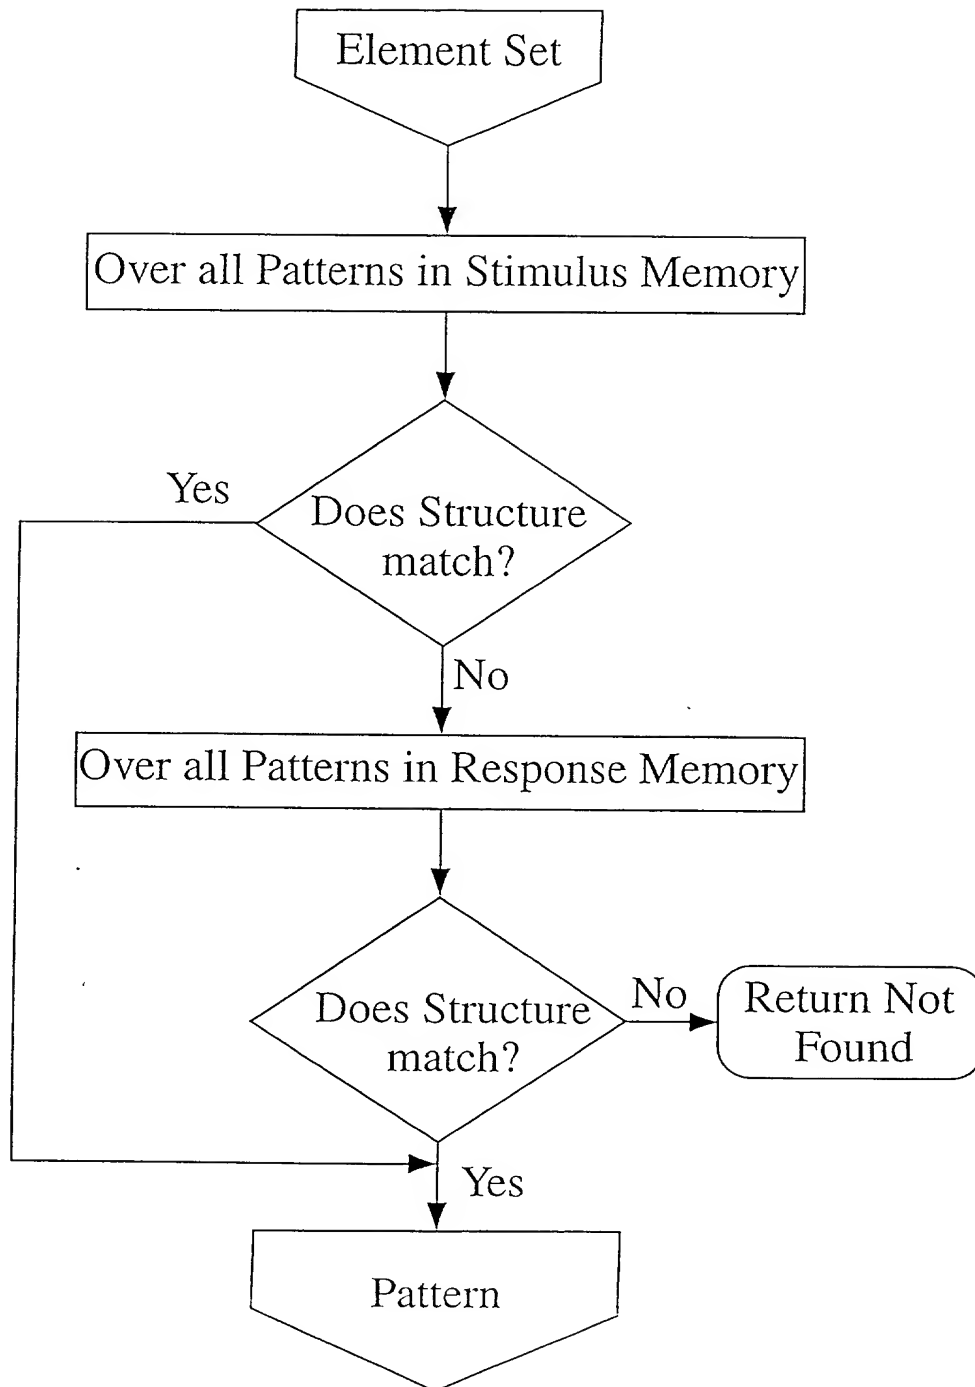 Element Set
Over all Patterns in Stimulus Memory
Yes
Does Structure
match?
No
Over all Patterns in Response Memory
Does Structure
match?
No
Return Not
Found
Yes
Pattern